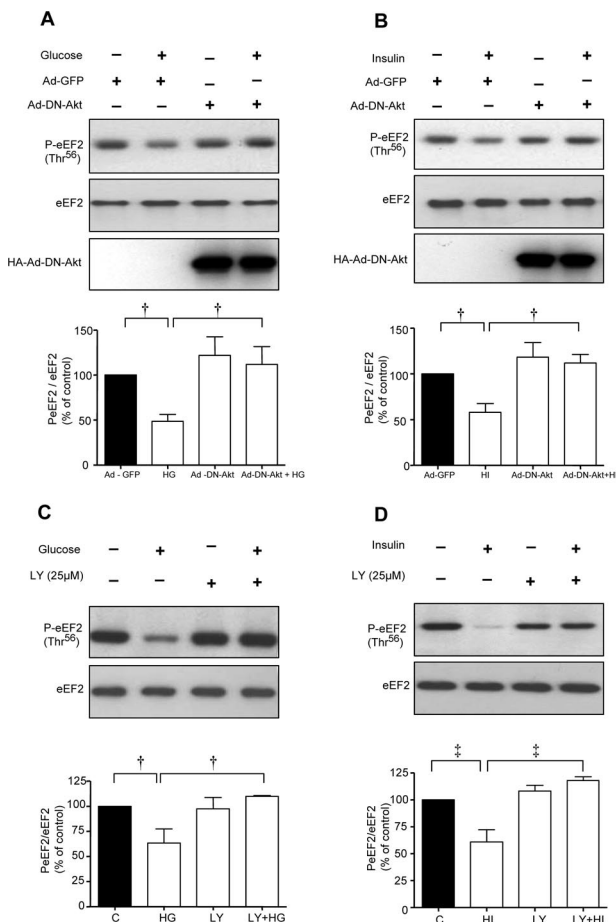 A
Glucose – + – +
Ad-GFP + + – –
Ad-DN-Akt – – + +
P-eEF2
(Thr56)
eEF2
HA-Ad-DN-Akt
† †
PeEF2 / eEF2
(% of control)
150
100
50
0
Ad - GFP HG Ad -DN-Akt Ad-DN-Akt + HG
B
Insulin – + – +
Ad-GFP + + – –
Ad-DN-Akt – – + +
P-eEF2
(Thr56)
eEF2
HA-Ad-DN-Akt
† †
PeEF2 / eEF2
(% of control)
150
100
50
0
Ad-GFP HI Ad-DN-Akt Ad-DN-Akt+HI
C
Glucose – + – +
LY (25µM) – – + +
P-eEF2
(Thr56)
eEF2
† †
PeEF2/eEF2
(% of control)
125
100
75
50
25
0
C HG LY LY+HG
D
Insulin – + – +
LY (25µM) – – + +
P-eEF2
(Thr56)
eEF2
‡ ‡
PeEF2/eEF2
(% of control)
125
100
75
50
25
0
C HI LY LY+HI